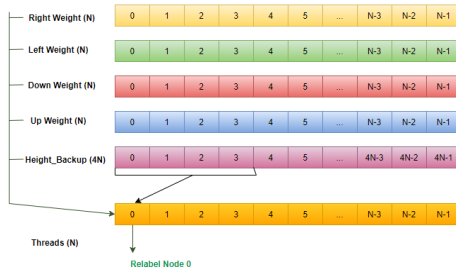 Right Weight (N) 0 1 2 3 4 5 ... N-3 N-2 N-1
Left Weight (N) 0 1 2 3 4 5 ... N-3 N-2 N-1
Down Weight (N) 0 1 2 3 4 5 ... N-3 N-2 N-1
Up Weight (N) 0 1 2 3 4 5 ... N-3 N-2 N-1
Height_Backup (4N) 0 1 2 3 4 5 ... 4N-3 4N-2 4N-1
0 1 2 3 4 5 ... N-3 N-2 N-1
Threads (N)
Relabel Node 0